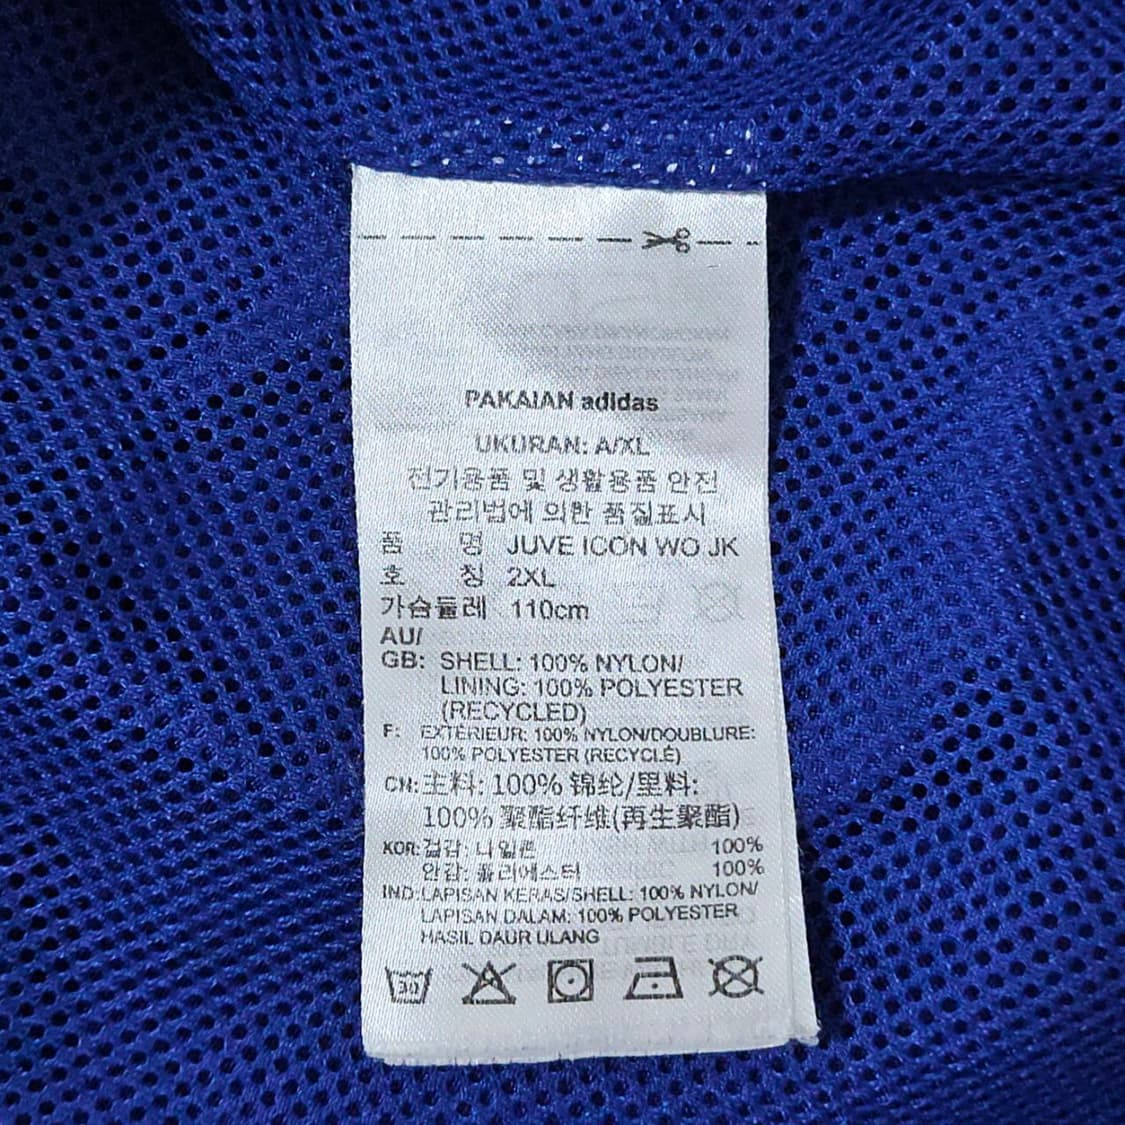 PAKAIAN adidas
UKURAN: A/XL
전기용품 및 생활용품 안전
관리법에 의한 품질표시
품 명 JUVE ICON WO JK
호 칭 2XL
가슴둘레 110cm
AU/
GB: SHELL: 100% NYLON/
LINING: 100% POLYESTER
(RECYCLED)
F: EXTÉRIEUR: 100% NYLON/DOUBLURE:
100% POLYESTER (RECYCLÉ)
CN: 主料: 100% 锦纶/里料:
100% 聚酯纤维(再生聚酯)
KOR: 겉감: 나일론 100%
안감: 폴리에스터 100%
IND: LAPISAN KERAS/SHELL: 100% NYLON/
LAPISAN DALAM: 100% POLYESTER
HASIL DAUR ULANG
30